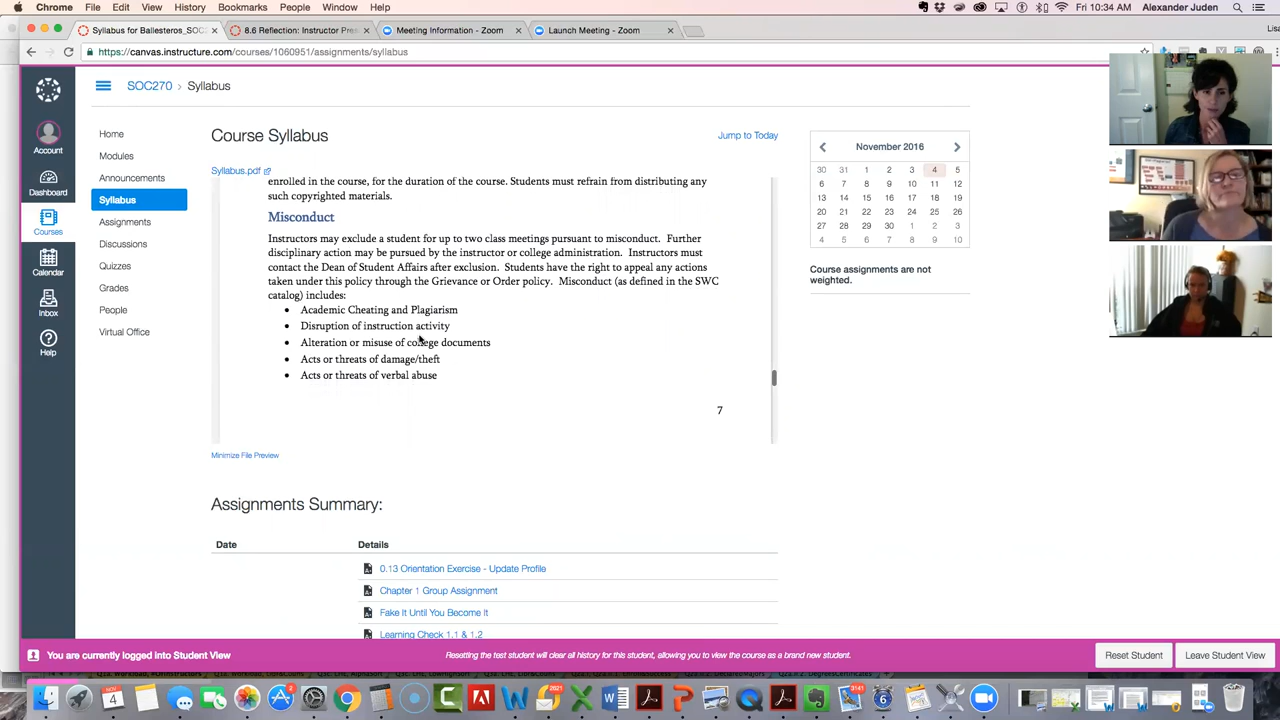 Chrome File Edit View History Bookmarks People Window Help
Fri 10:34 AM Alexander Juden
Syllabus for Ballesteros_SOC
8.6 Reflection: Instructor Pres
Meeting Information - Zoom
Launch Meeting - Zoom
Lisa
https://canvas.instructure.com/courses/1060951/assignments/syllabus
SOC270 > Syllabus
Account
Dashboard
Courses
Calendar
Inbox
Help
Home
Modules
Announcements
Syllabus
Assignments
Discussions
Quizzes
Grades
People
Virtual Office
Course Syllabus
Jump to Today
Syllabus.pdf
enrolled in the course, for the duration of the course. Students must refrain from distributing any
such copyrighted materials.
Misconduct
Instructors may exclude a student for up to two class meetings pursuant to misconduct. Further
disciplinary action may be pursued by the instructor or college administration. Instructors must
contact the Dean of Student Affairs after exclusion. Students have the right to appeal any actions
taken under this policy through the Grievance or Order policy. Misconduct (as defined in the SWC
catalog) includes:
• Academic Cheating and Plagiarism
• Disruption of instruction activity
• Alteration or misuse of college documents
• Acts or threats of damage/theft
• Acts or threats of verbal abuse
7
Minimize File Preview
Assignments Summary:
Date Details
0.13 Orientation Exercise - Update Profile
Chapter 1 Group Assignment
Fake It Until You Become It
Learning Check 1.1 & 1.2
November 2016
30 31 1 2 3 4 5
6 7 8 9 10 11 12
13 14 15 16 17 18 19
20 21 22 23 24 25 26
27 28 29 30 1 2 3
4 5 6 7 8 9 10
Course assignments are not
weighted.
You are currently logged into Student View
Resetting the test student will clear all history for this student, allowing you to view the course as a brand new student.
Reset Student
Leave Student View